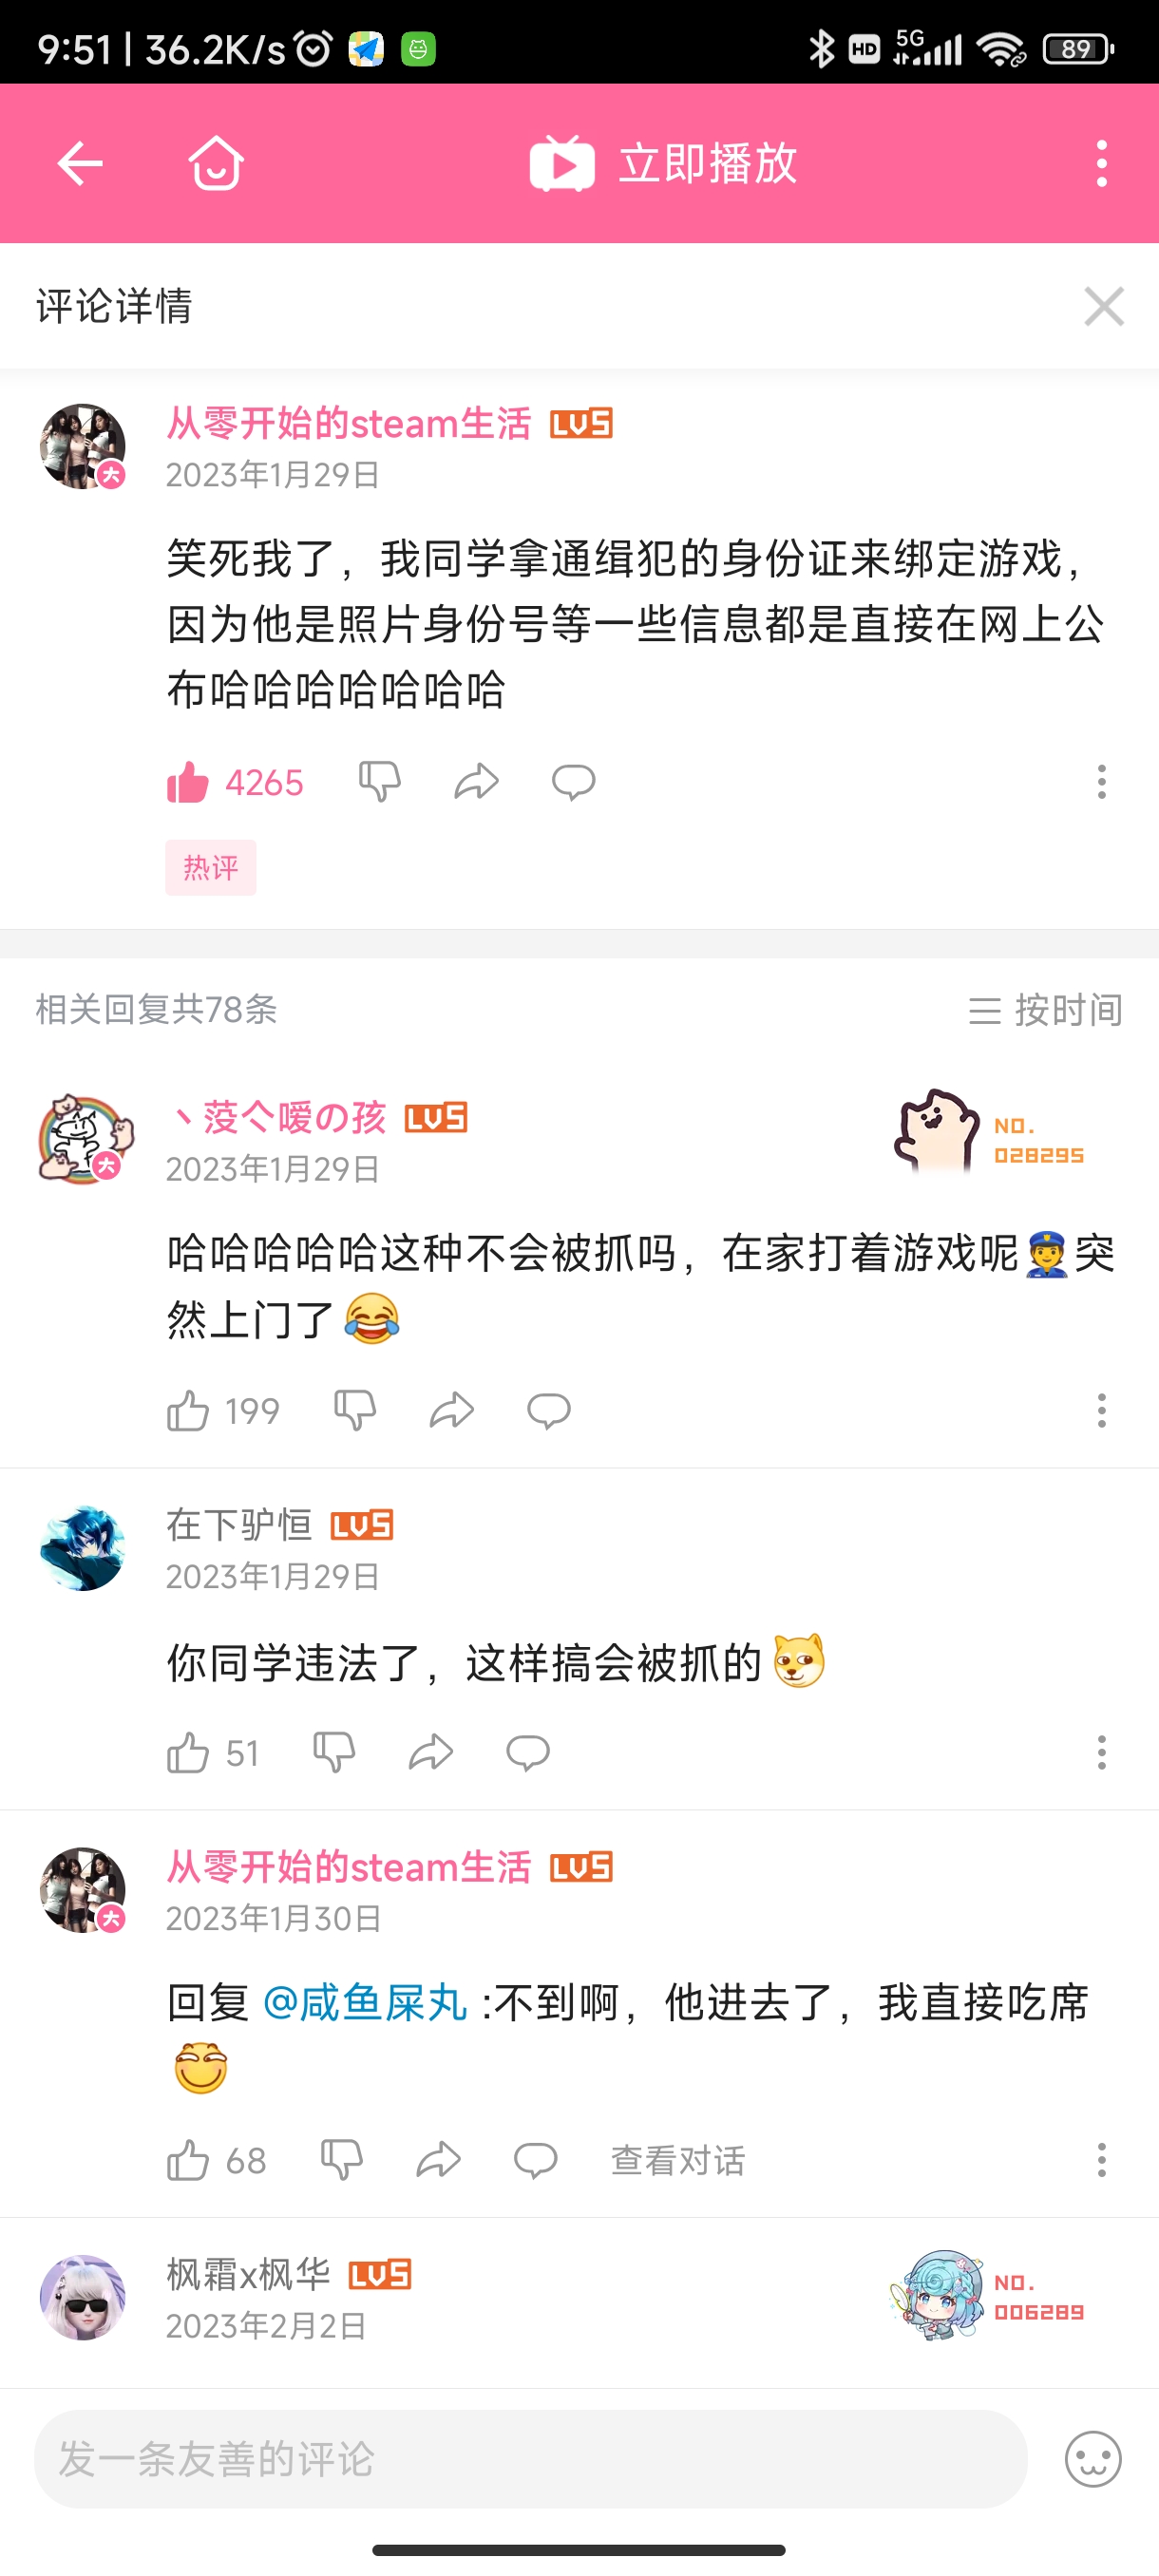 9:51 | 36.2K/s
HD 5G 89
立即播放
评论详情
从零开始的steam生活 LV5
大 2023年1月29日
笑死我了，我同学拿通缉犯的身份证来绑定游戏，
因为他是照片身份号等一些信息都是直接在网上公
布哈哈哈哈哈哈哈
4265
热评
相关回复共78条
按时间
丶蔆亽嗳の孩 LV5
NO.
028295
大 2023年1月29日
哈哈哈哈哈这种不会被抓吗，在家打着游戏呢👮突
然上门了😂
199
在下驴恒 LV5
2023年1月29日
你同学违法了，这样搞会被抓的
51
从零开始的steam生活 LV5
大 2023年1月30日
回复 @咸鱼屎丸 :不到啊，他进去了，我直接吃席
68 查看对话
枫霜x枫华 LV5
NO.
006289
2023年2月2日
发一条友善的评论